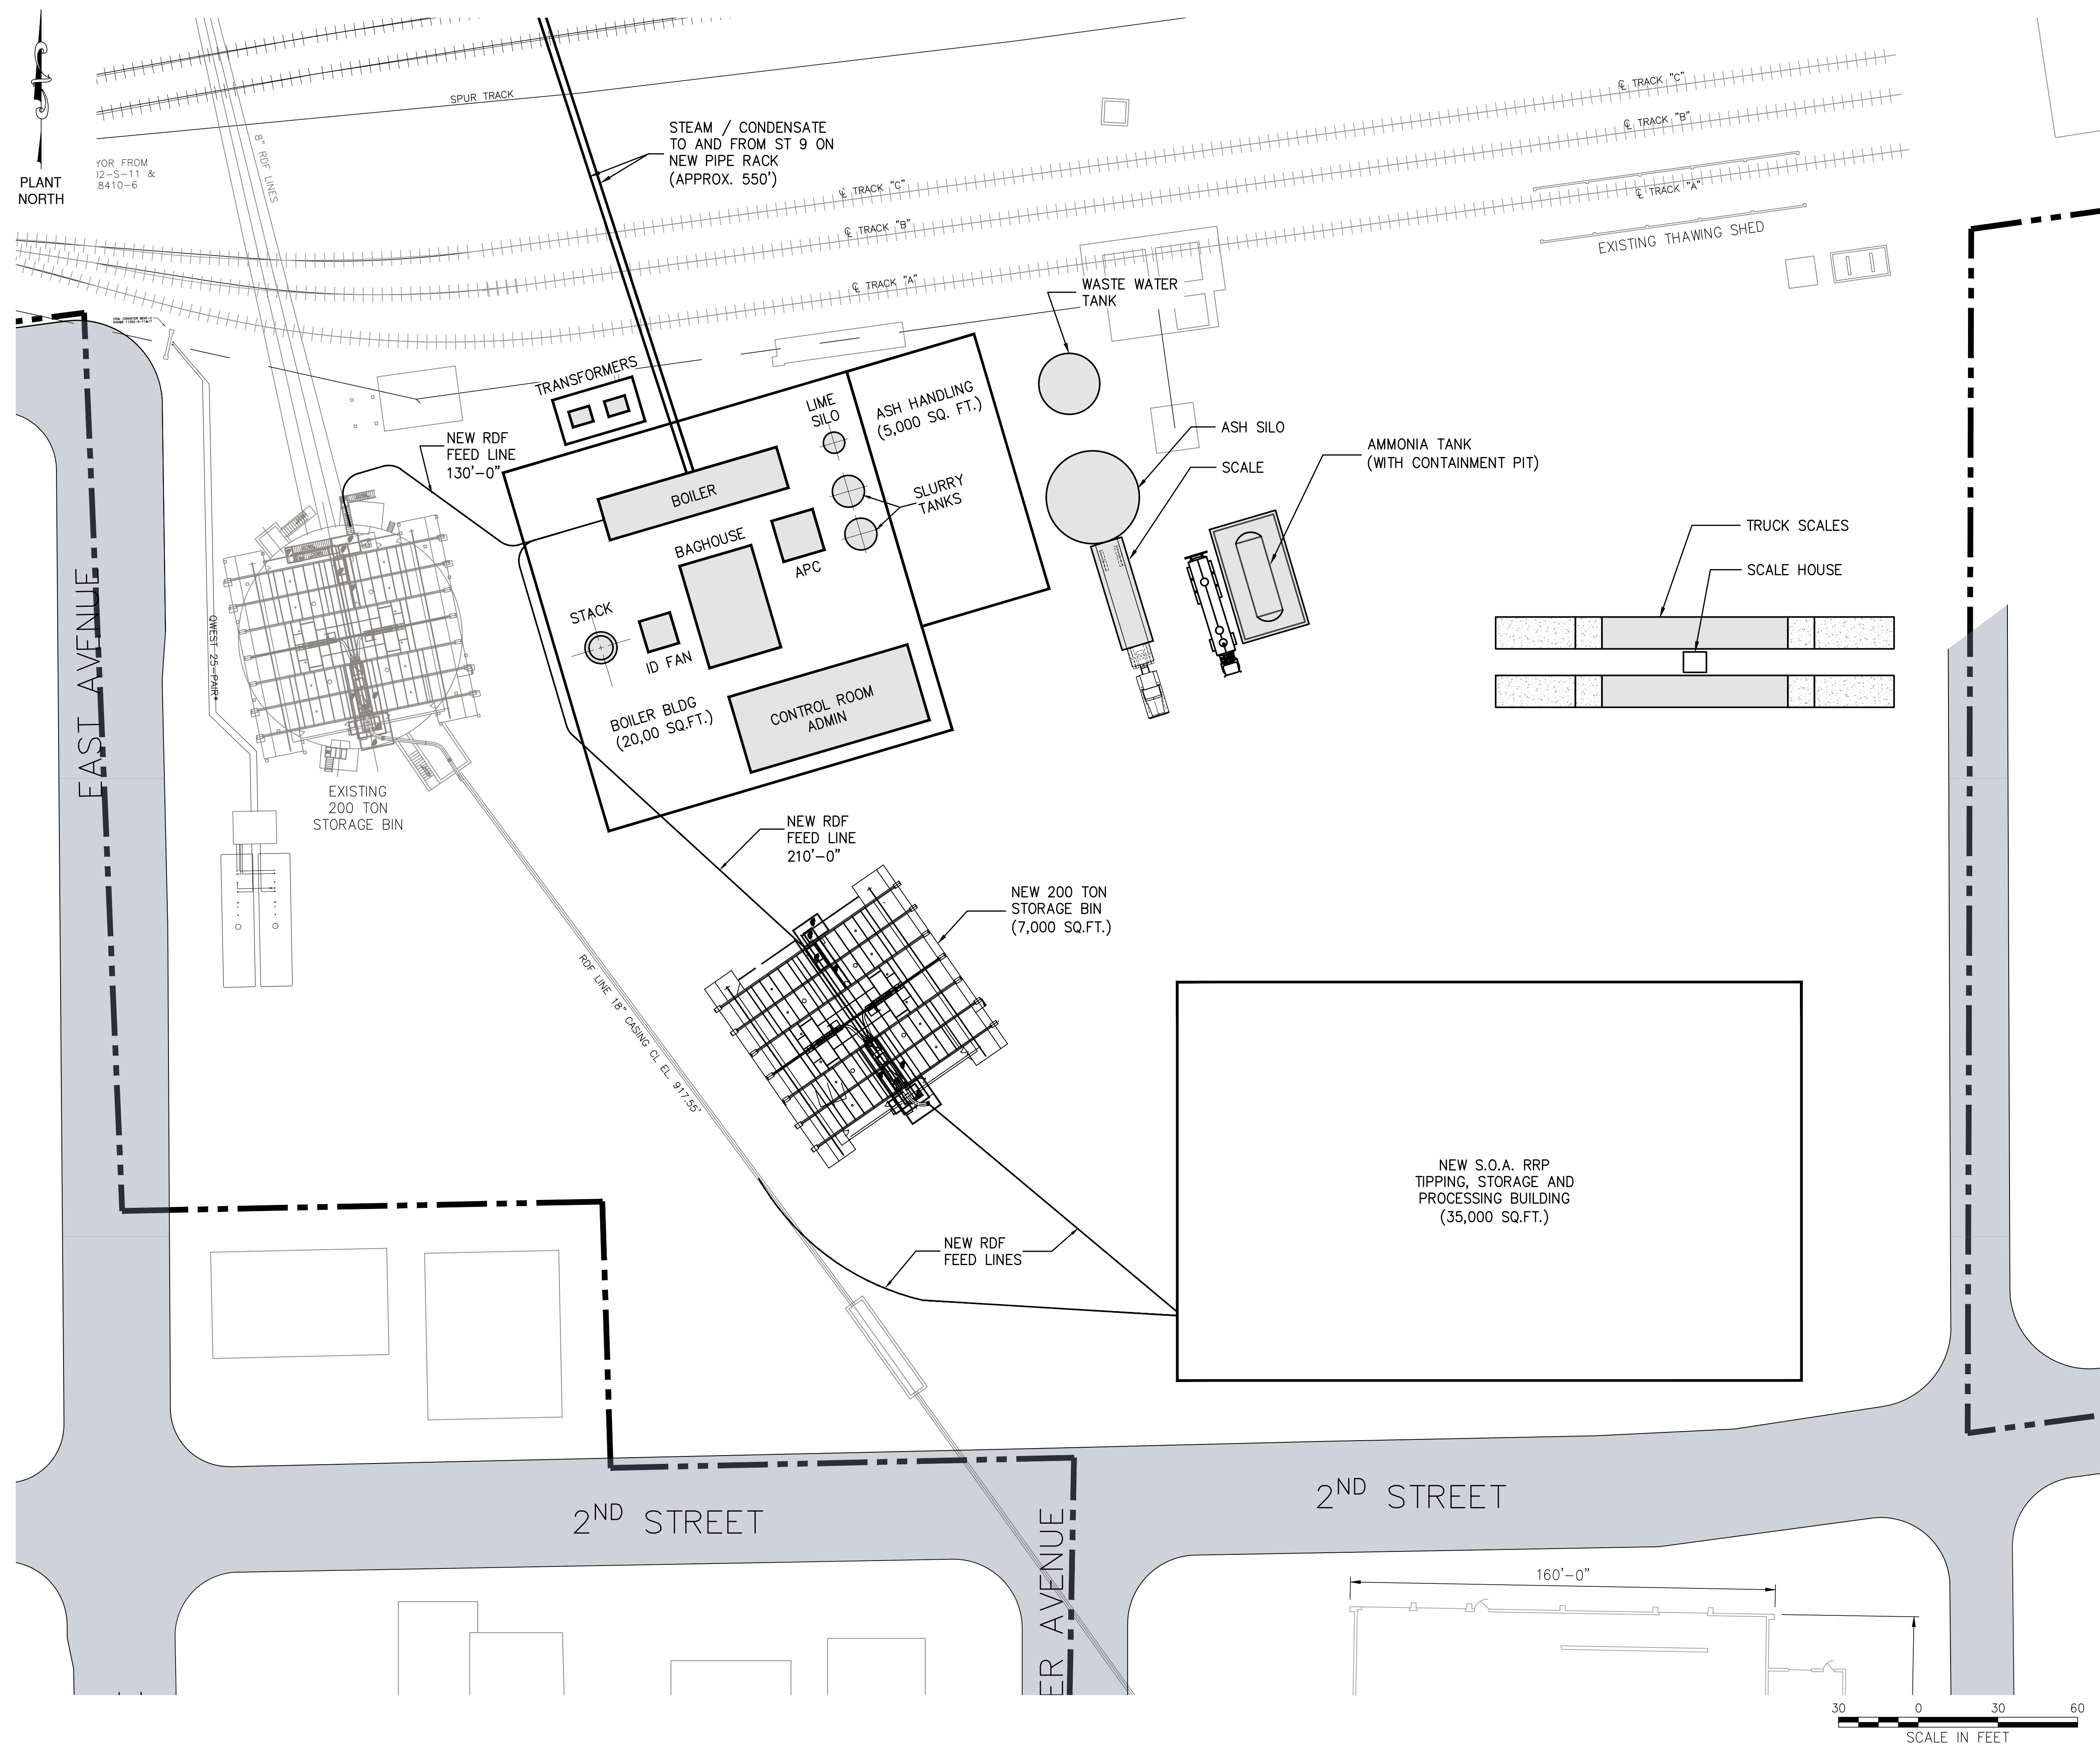 SPUR TRACK
8" RDF LINES
STEAM / CONDENSATE
TO AND FROM ST 9 ON
NEW PIPE RACK
(APPROX. 550')
℄ TRACK "C"
℄ TRACK "B"
℄ TRACK "A"
℄ TRACK "C"
℄ TRACK "B"
℄ TRACK "A"
EXISTING THAWING SHED
PLANT
NORTH
YOR FROM
02-S-11 &
8410-6
WASTE WATER
TANK
TRANSFORMERS
LIME
SILO
ASH HANDLING
(5,000 SQ. FT.)
NEW RDF
FEED LINE
130'-0"
ASH SILO
SCALE
AMMONIA TANK
(WITH CONTAINMENT PIT)
BOILER
SLURRY
TANKS
BAGHOUSE
APC
STACK
ID FAN
BOILER BLDG
(20,00 SQ.FT.)
CONTROL ROOM
ADMIN
TRUCK SCALES
SCALE HOUSE
EAST AVENUE
QWEST 25-PAIR*
EXISTING
200 TON
STORAGE BIN
NEW RDF
FEED LINE
210'-0"
NEW 200 TON
STORAGE BIN
(7,000 SQ.FT.)
RDF LINE 18" CASING CL EL. 917.55'
NEW S.O.A. RRP
TIPPING, STORAGE AND
PROCESSING BUILDING
(35,000 SQ.FT.)
NEW RDF
FEED LINES
2ND STREET
2ND STREET
ER AVENUE
160'-0"
30 0 30 60
SCALE IN FEET